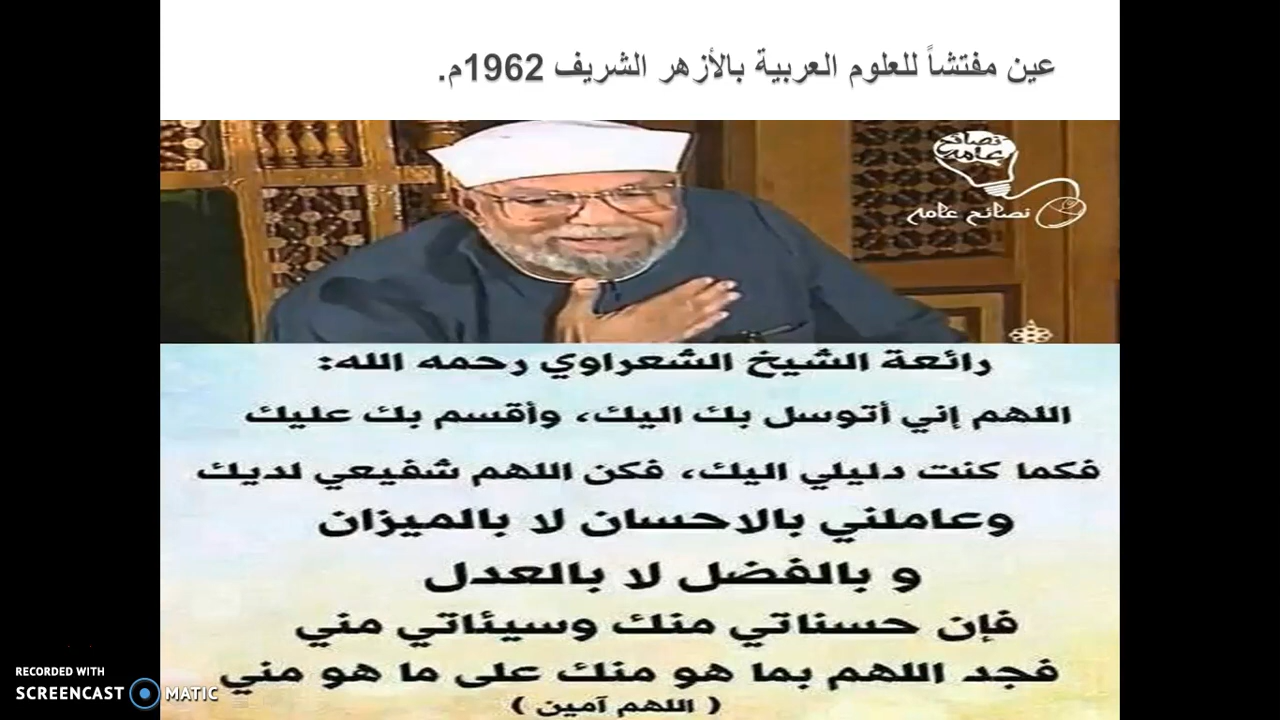 عين مفتشاً للعلوم العربية بالأزهر الشريف 1962م.
نصائح
عامه
نصائح عامه
رائعة الشيخ الشعراوي رحمه الله:
اللهم إني أتوسل بك اليك، وأقسم بك عليك
فكما كنت دليلي اليك، فكن اللهم شفيعي لديك
وعاملني بالاحسان لا بالميزان
و بالفضل لا بالعدل
فإن حسناتي منك وسيئاتي مني
فجد اللهم بما هو منك على ما هو مني
( اللهم آمين )
RECORDED WITH
SCREENCAST MATIC